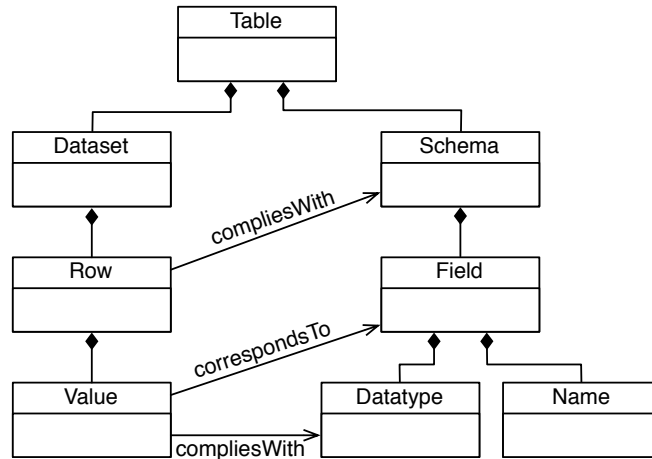 Table
Dataset
Schema
compliesWith
Row
Field
correspondsTo
Value
Datatype
Name
compliesWith